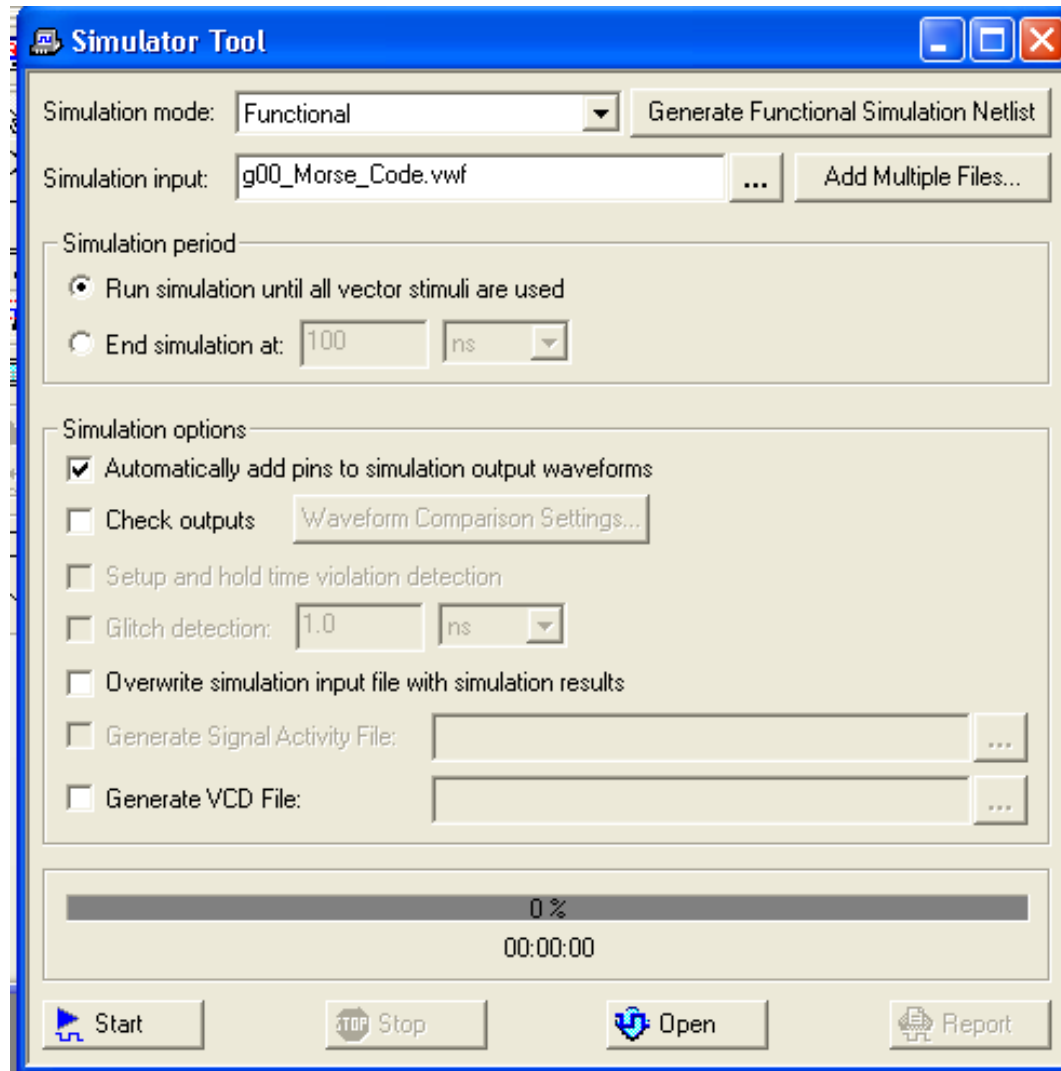 Simulator Tool
Simulation mode: Functional Generate Functional Simulation Netlist
Simulation input: g00_Morse_Code.vwf ... Add Multiple Files...
Simulation period
Run simulation until all vector stimuli are used
End simulation at: 100 ns
Simulation options
Automatically add pins to simulation output waveforms
Check outputs Waveform Comparison Settings...
Setup and hold time violation detection
Glitch detection: 1.0 ns
Overwrite simulation input file with simulation results
Generate Signal Activity File: ...
Generate VCD File: ...
0 %
00:00:00
Start STOP Stop Open Report